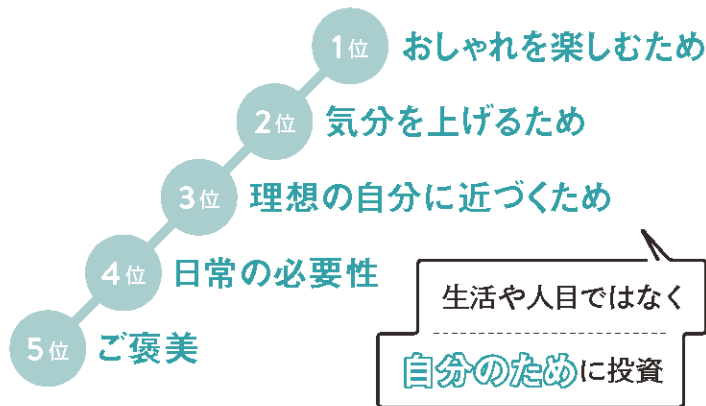 1位 おしゃれを楽しむため
2位 気分を上げるため
3位 理想の自分に近づくため
4位 日常の必要性
5位 ご褒美
生活や人目ではなく
自分のために投資